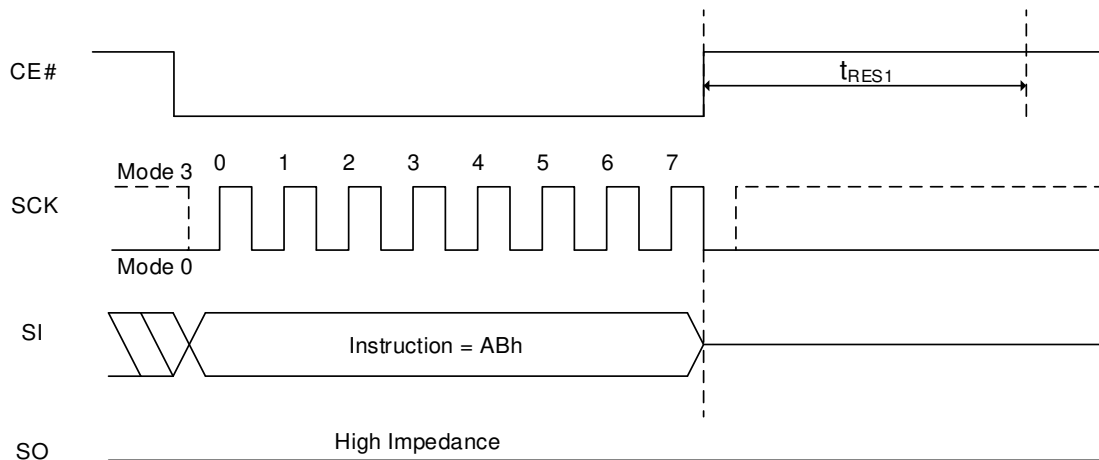 CE#
tRES1
Mode 3
0 1 2 3 4 5 6 7
SCK
Mode 0
SI
Instruction = ABh
SO
High Impedance